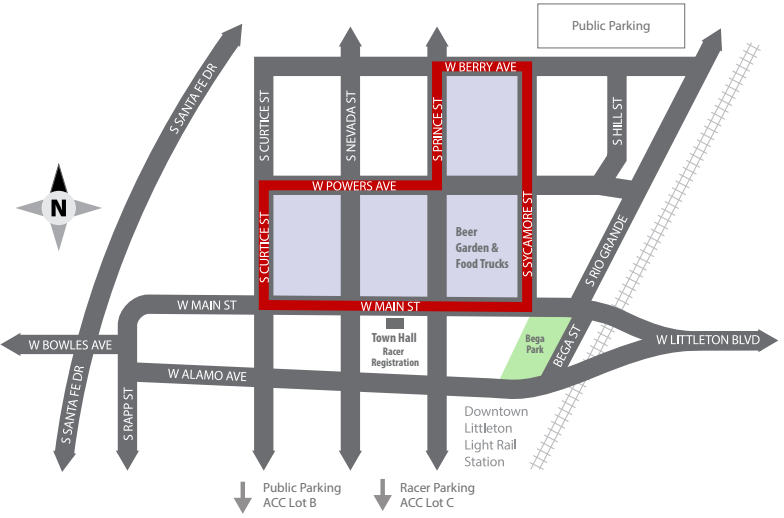 Public Parking
S SANTA FE DR
W BERRY AVE
S CURTICE ST
S NEVADA ST
S PRINCE ST
S HILL ST
W POWERS AVE
N
S CURTICE ST
Beer
Garden &
Food Trucks
S SYCAMORE ST
S RIO GRANDE
W MAIN ST
W MAIN ST
W BOWLES AVE
Town Hall
Racer
Registration
Bega
Park
BEGA ST
W LITTLETON BLVD
S SANTA FE DR
S RAPP ST
W ALAMO AVE
Downtown
Littleton
Light Rail
Station
Public Parking
ACC Lot B
Racer Parking
ACC Lot C